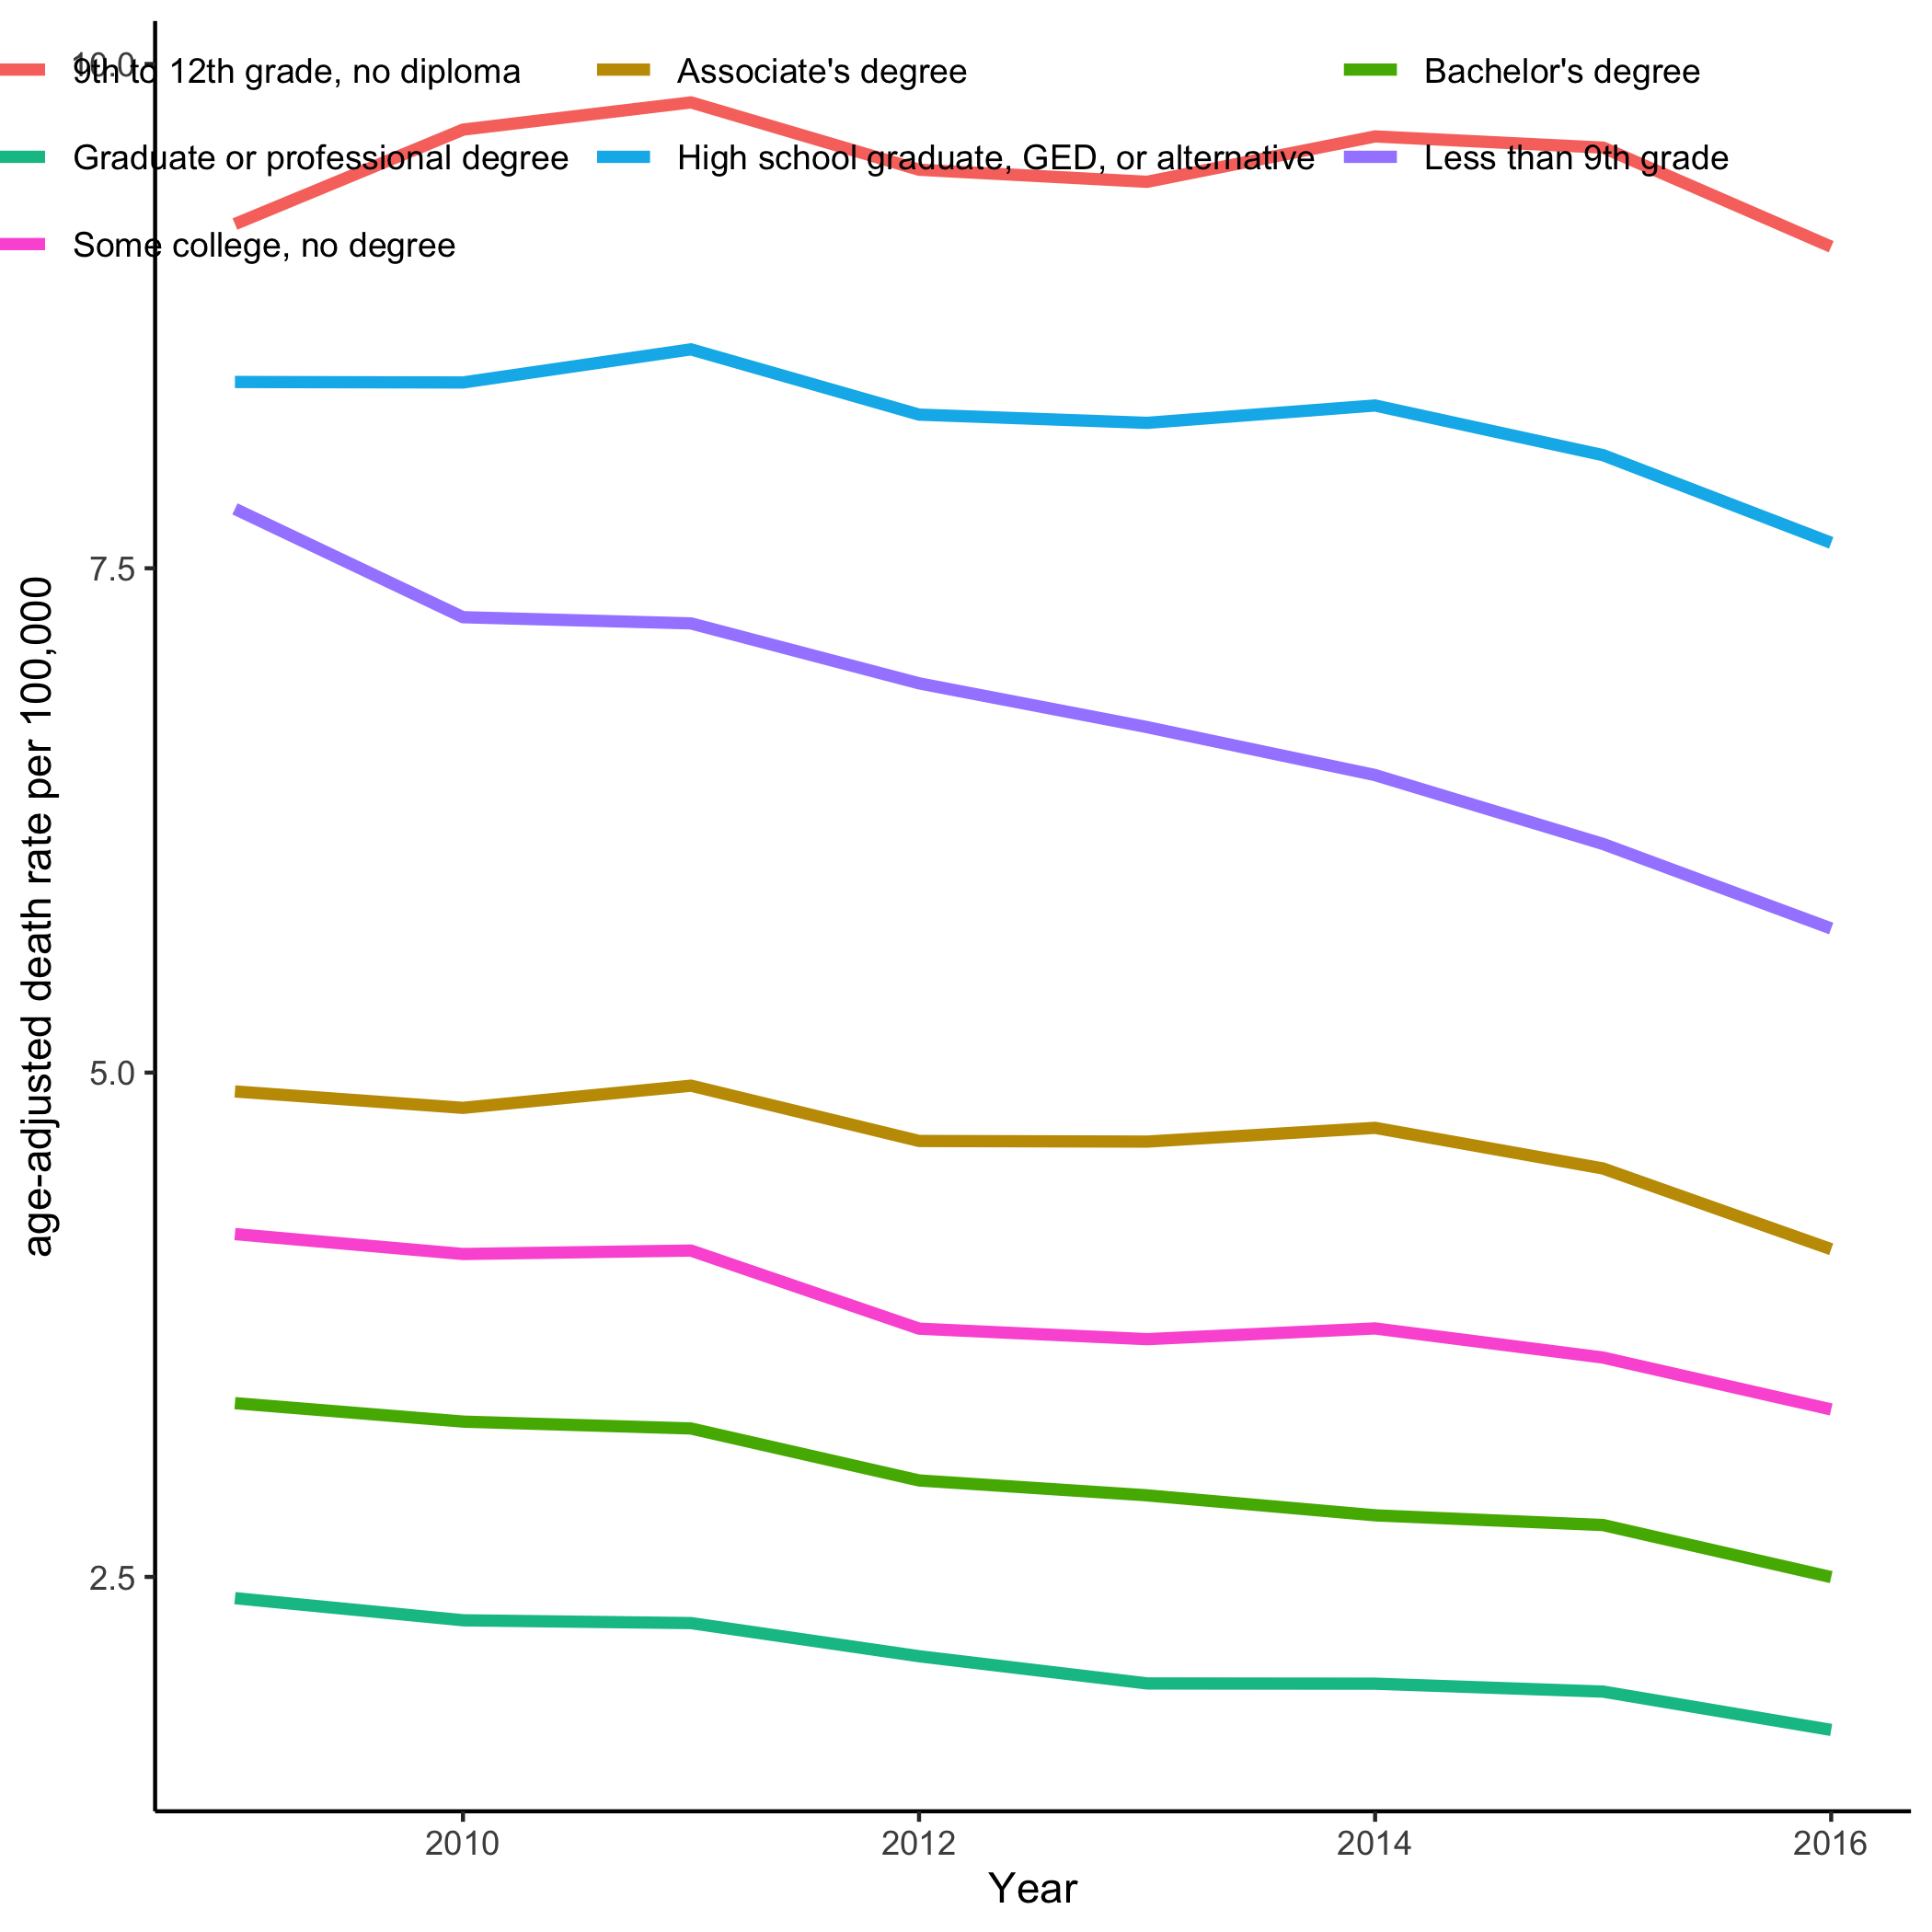 10.0
9th to 12th grade, no diploma
Associate's degree
Bachelor's degree
Graduate or professional degree
High school graduate, GED, or alternative
Less than 9th grade
Some college, no degree
7.5
5.0
2.5
age-adjusted death rate per 100,000
2010
2012
2014
2016
Year